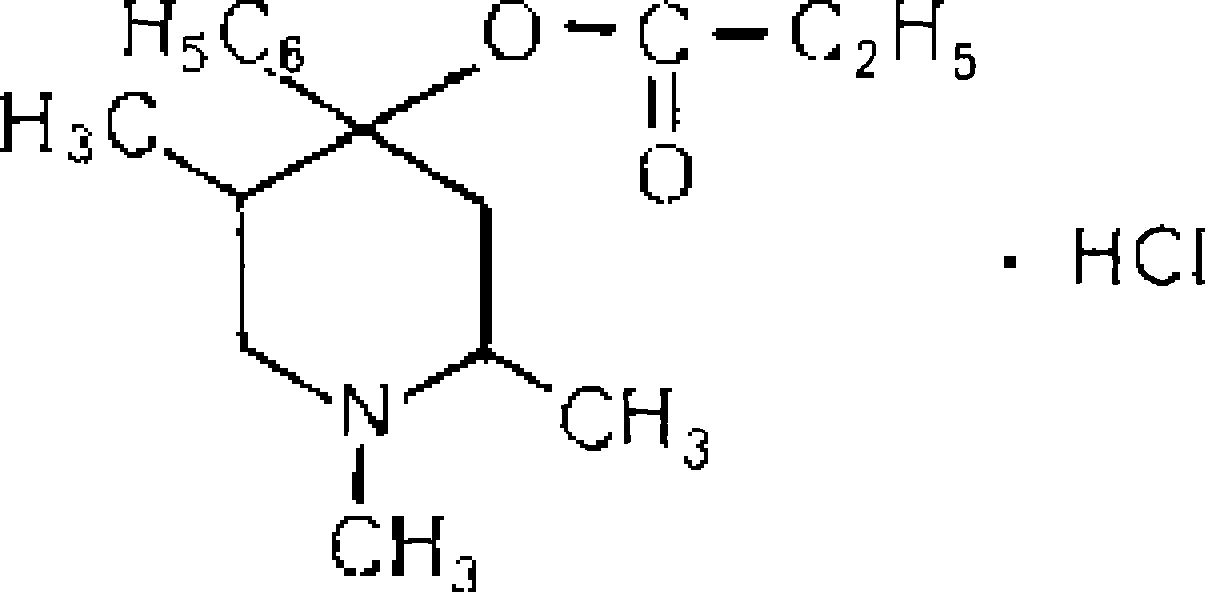 H₅C₆ O – C – C₂H₅
H₃C
O
· HCl
N
CH₃
CH₃